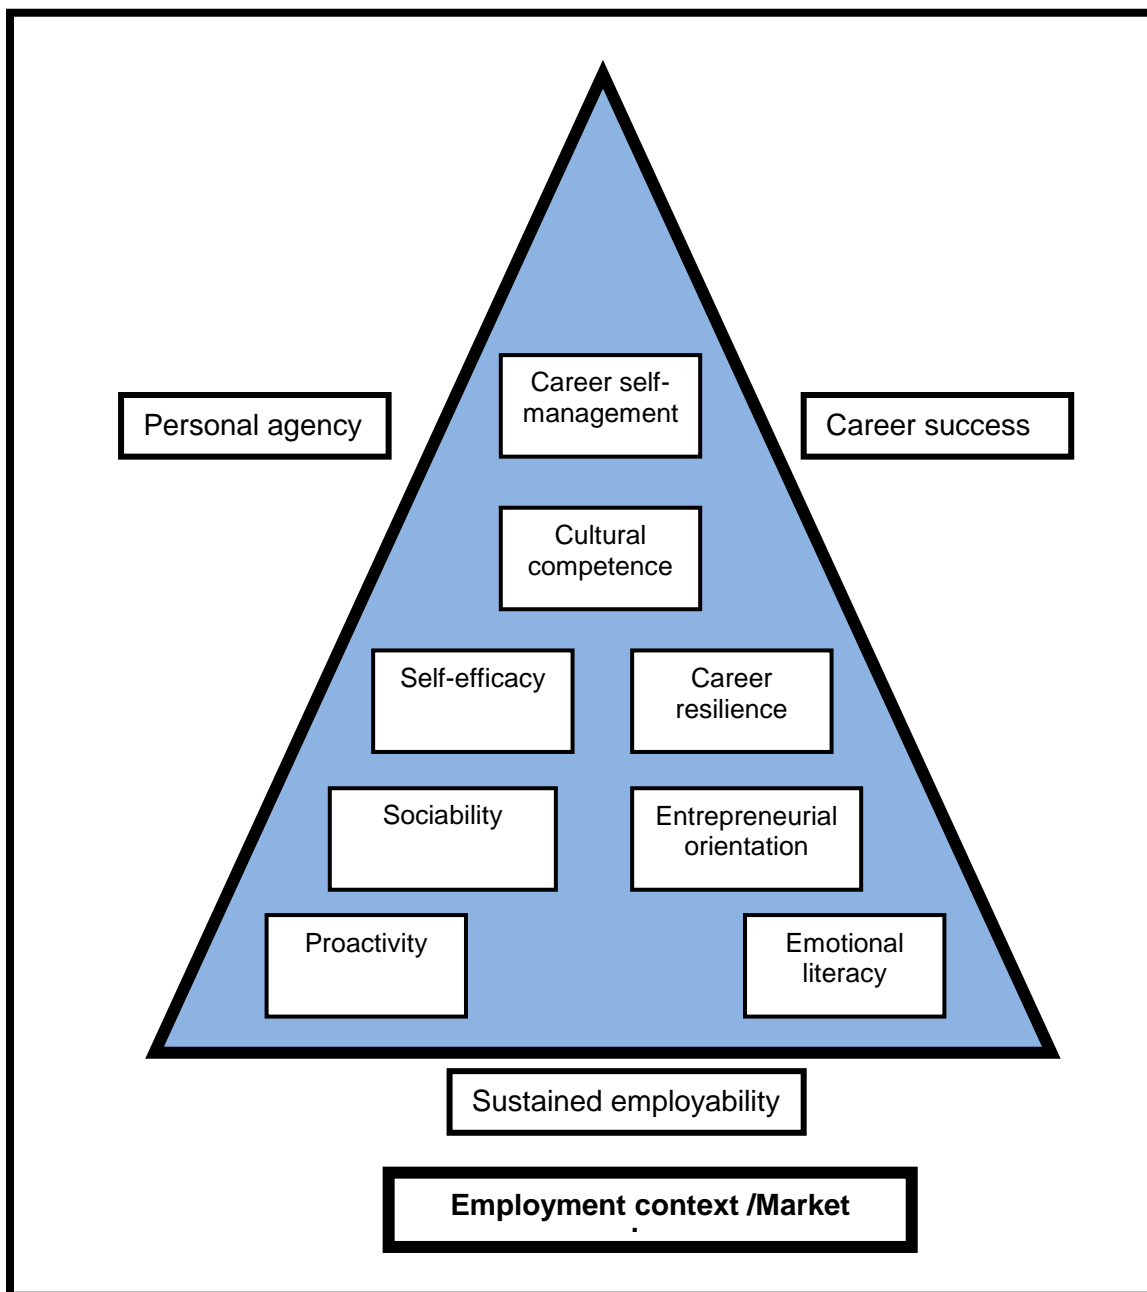 Career self-
management
Personal agency
Career success
Cultural
competence
Self-efficacy
Career
resilience
Sociability
Entrepreneurial
orientation
Proactivity
Emotional
literacy
Sustained employability
Employment context /Market